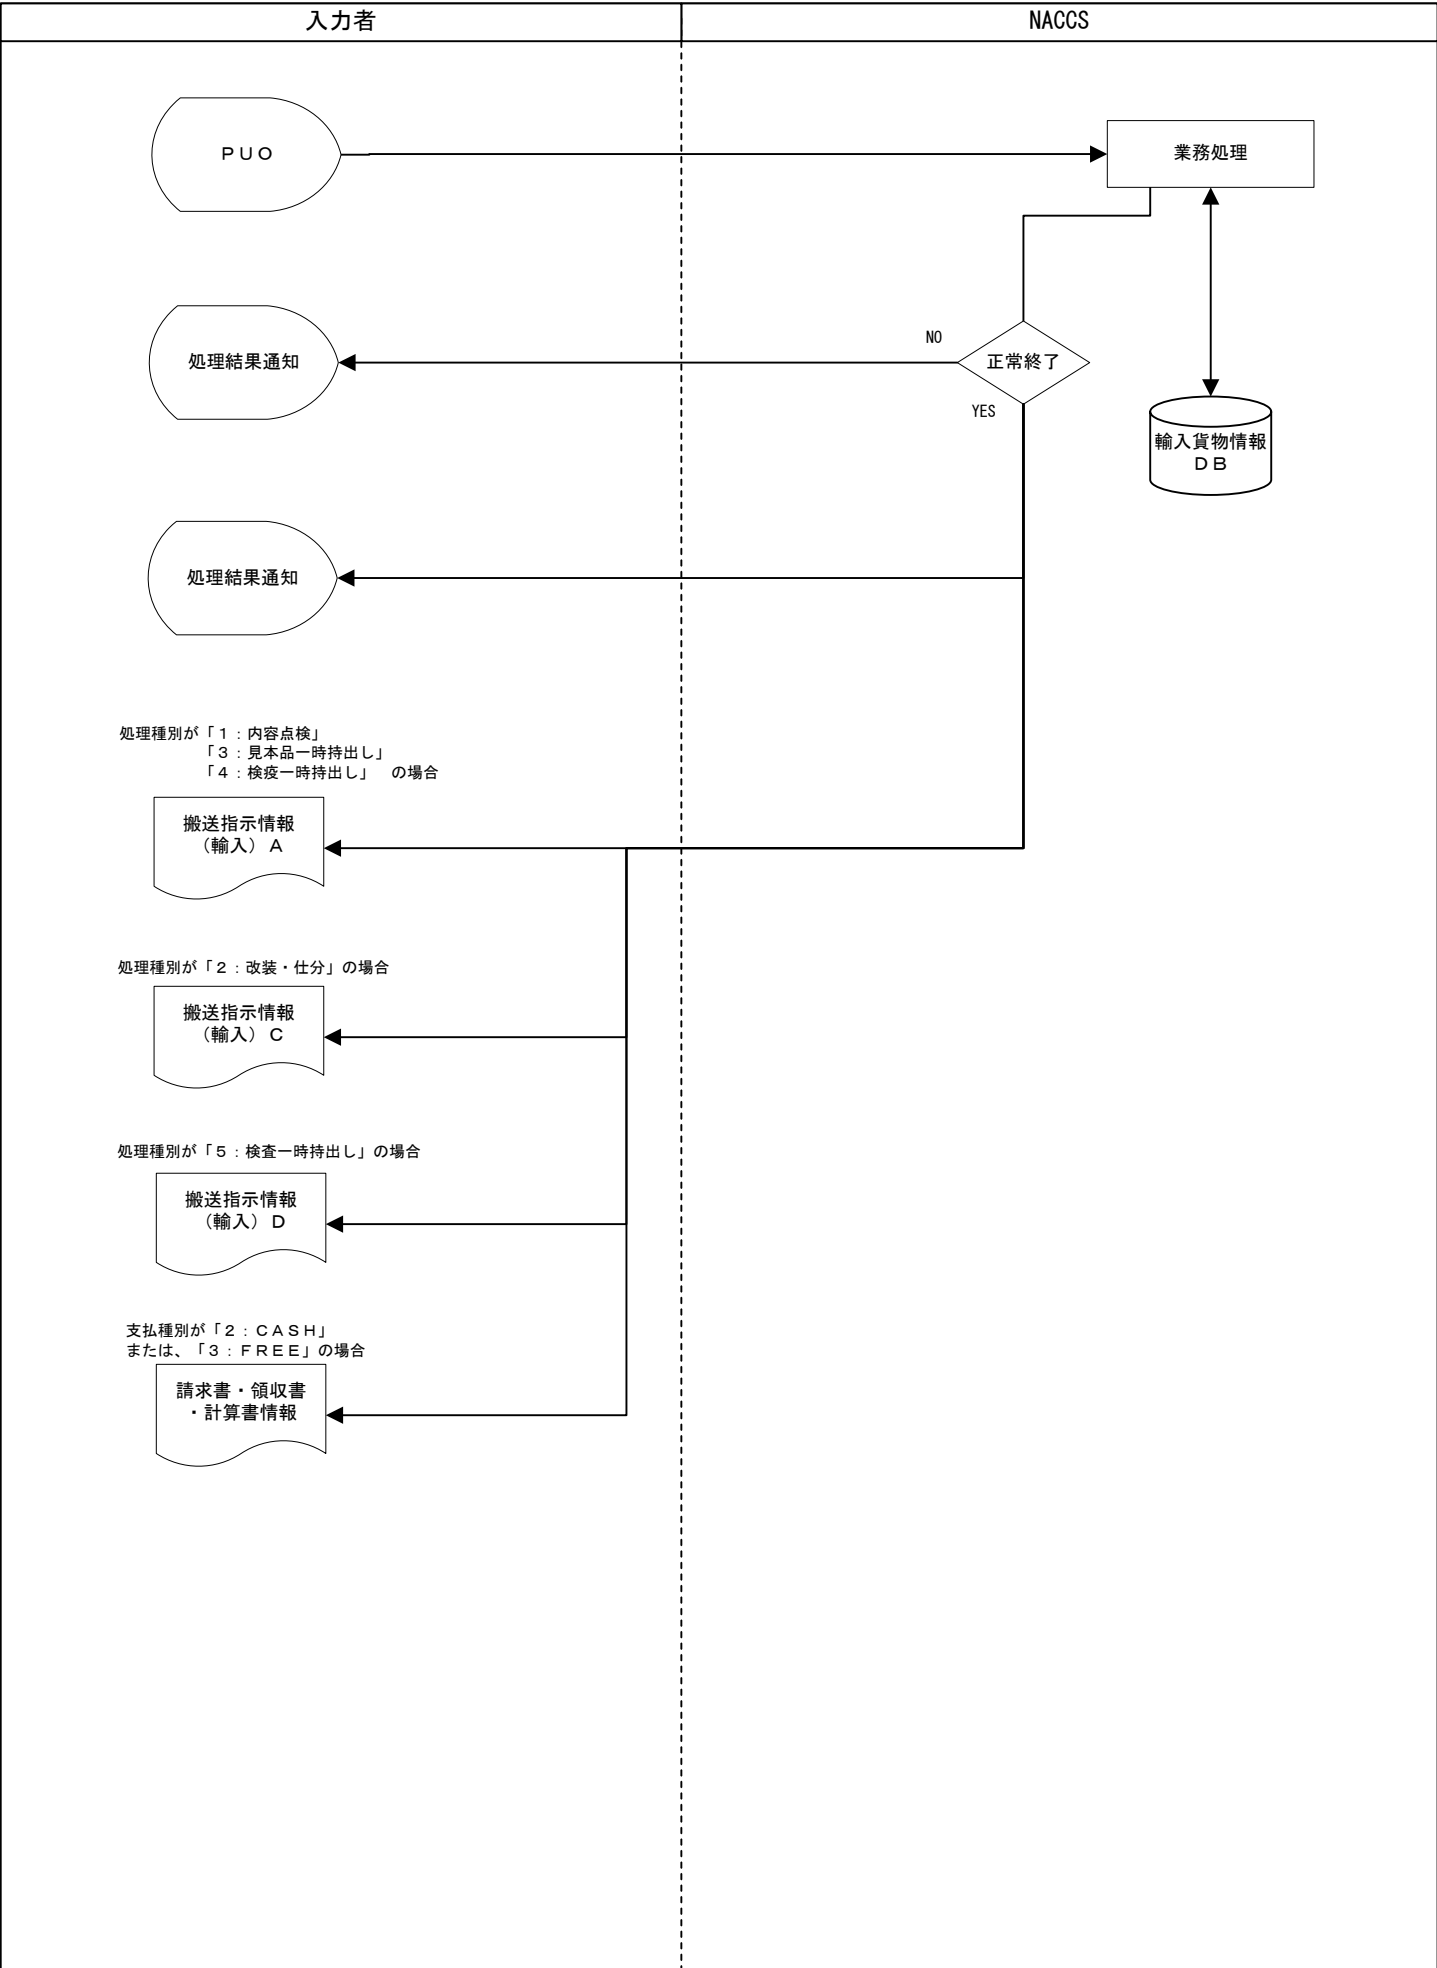 入力者
NACCS
ＰＵＯ
業務処理
NO
処理結果通知
正常終了
YES
輸入貨物情報
ＤＢ
処理結果通知
処理種別が「１：内容点検」
「３：見本品一時持出し」
「４：検疫一時持出し」　の場合
搬送指示情報
（輸入）Ａ
処理種別が「２：改装・仕分」の場合
搬送指示情報
（輸入）Ｃ
処理種別が「５：検査一時持出し」の場合
搬送指示情報
（輸入）Ｄ
支払種別が「２：ＣＡＳＨ」
または、「３：ＦＲＥＥ」の場合
請求書・領収書
・計算書情報